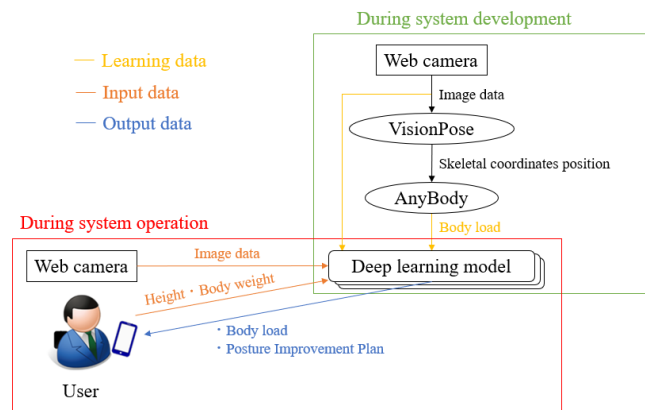 During system development
Learning data
Input data
Output data
Web camera
Image data
VisionPose
Skeletal coordinates position
AnyBody
Body load
During system operation
Web camera
Image data
Deep learning model
Height・Body weight
・Body load
・Posture Improvement Plan
User